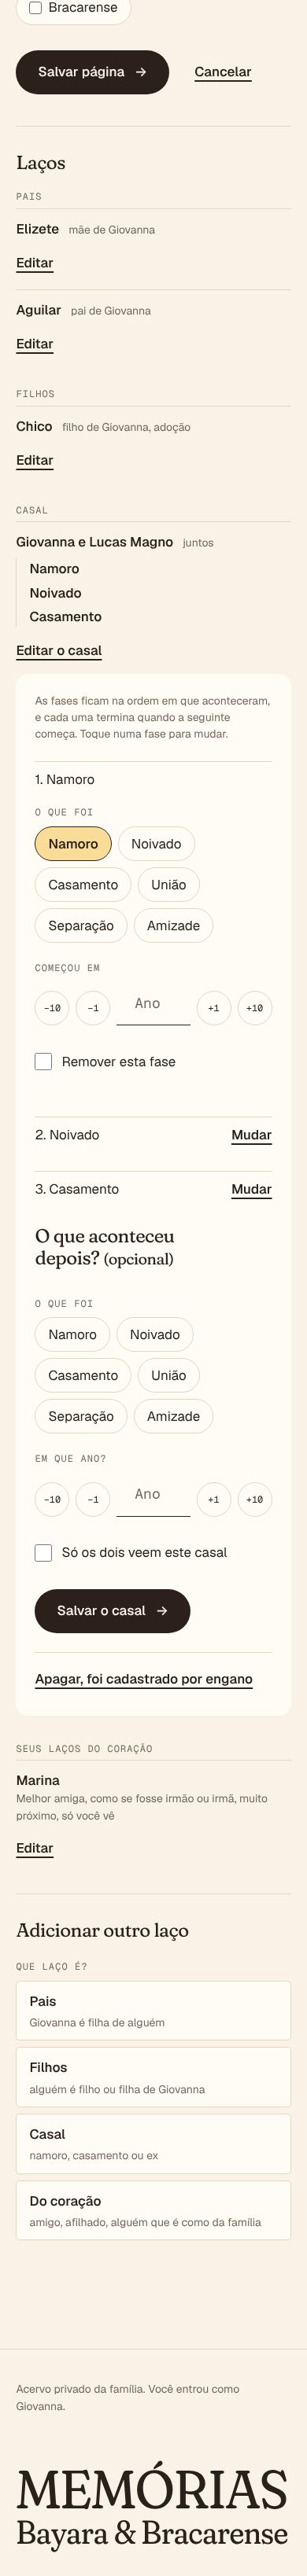 Bracarense
Salvar página →
Cancelar
Laços
PAIS
Elizete mãe de Giovanna
Editar
Aguilar pai de Giovanna
Editar
FILHOS
Chico filho de Giovanna, adoção
Editar
CASAL
Giovanna e Lucas Magno juntos
Namoro
Noivado
Casamento
Editar o casal
As fases ficam na ordem em que aconteceram,
e cada uma termina quando a seguinte
começa. Toque numa fase para mudar.
1. Namoro
O QUE FOI
Namoro Noivado
Casamento União
Separação Amizade
COMEÇOU EM
−10 −1 Ano +1 +10
Remover esta fase
2. Noivado Mudar
3. Casamento Mudar
O que aconteceu
depois? (opcional)
O QUE FOI
Namoro Noivado
Casamento União
Separação Amizade
EM QUE ANO?
−10 −1 Ano +1 +10
Só os dois veem este casal
Salvar o casal →
Apagar, foi cadastrado por engano
SEUS LAÇOS DO CORAÇÃO
Marina
Melhor amiga, como se fosse irmão ou irmã, muito
próximo, só você vê
Editar
Adicionar outro laço
QUE LAÇO É?
Pais
Giovanna é filha de alguém
Filhos
alguém é filho ou filha de Giovanna
Casal
namoro, casamento ou ex
Do coração
amigo, afilhado, alguém que é como da família
Acervo privado da família. Você entrou como
Giovanna.
MEMÓRIAS
Bayara & Bracarense